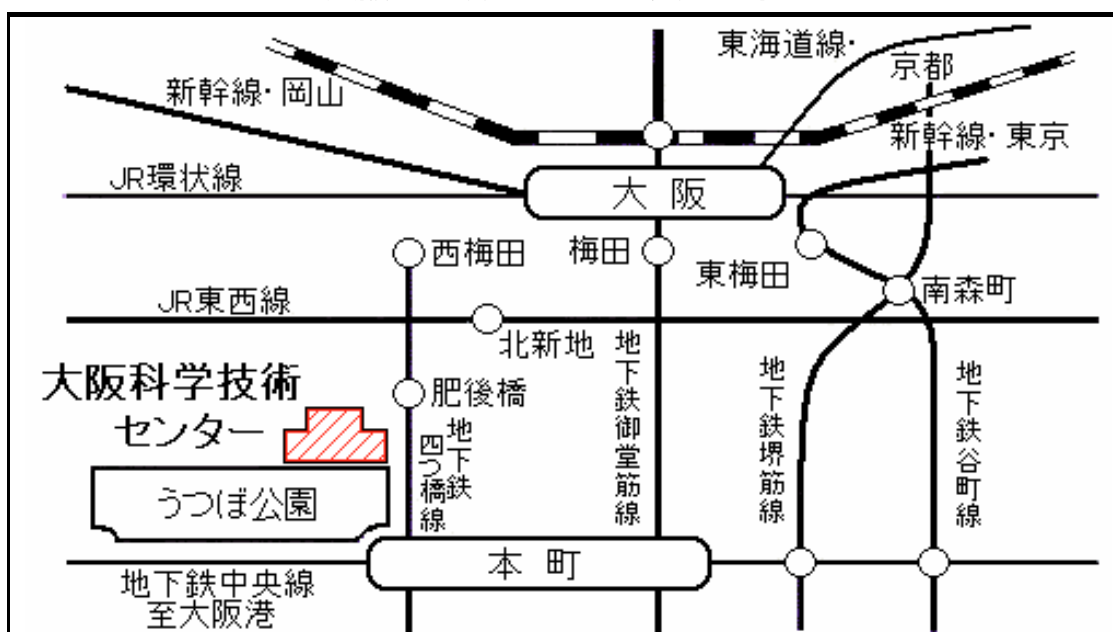 東海道線・
京都
新幹線・岡山
新幹線・東京
JR環状線
大阪
西梅田
梅田
東梅田
南森町
JR東西線
北新地
大阪科学技術
センター
肥後橋
地下鉄
四つ橋線
地下鉄御堂筋線
地下鉄堺筋線
地下鉄谷町線
うつぼ公園
本町
地下鉄中央線
至大阪港